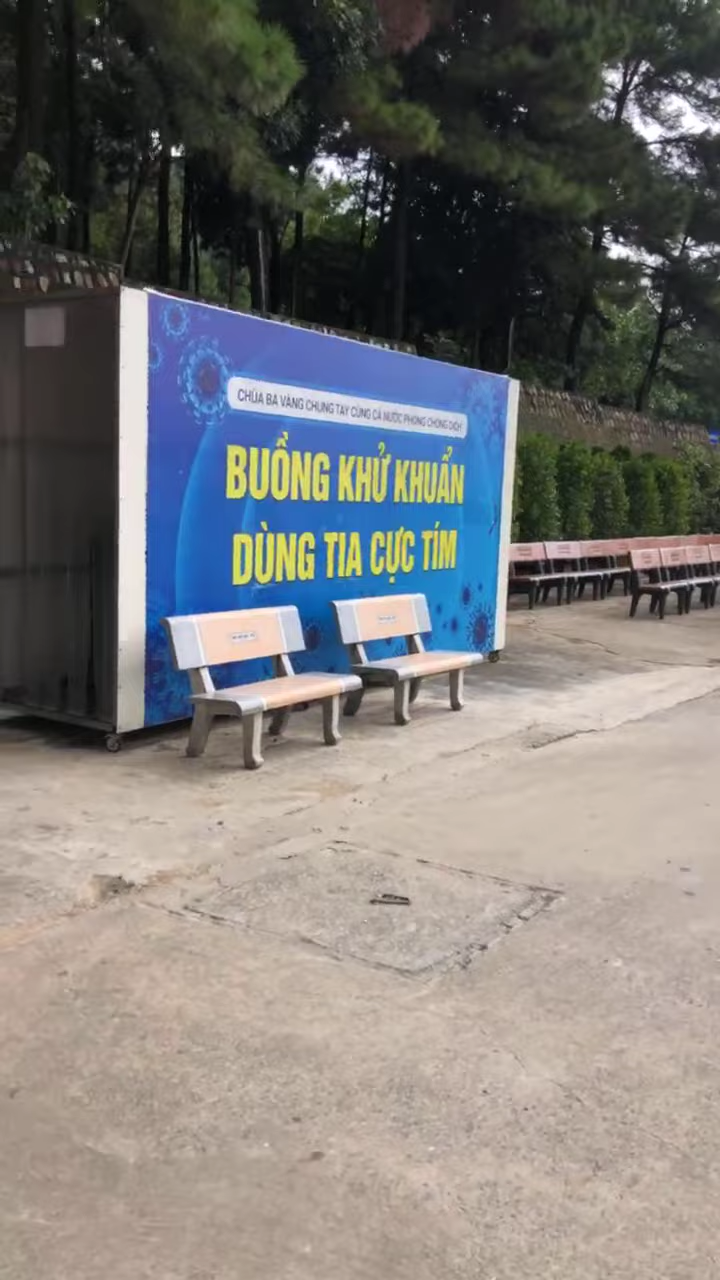 CHÙA BA VÀNG CHUNG TAY CÙNG CẢ NƯỚC PHÒNG CHỐNG DỊCH
BUỒNG KHỬ KHUẨN
DÙNG TIA CỰC TÍM